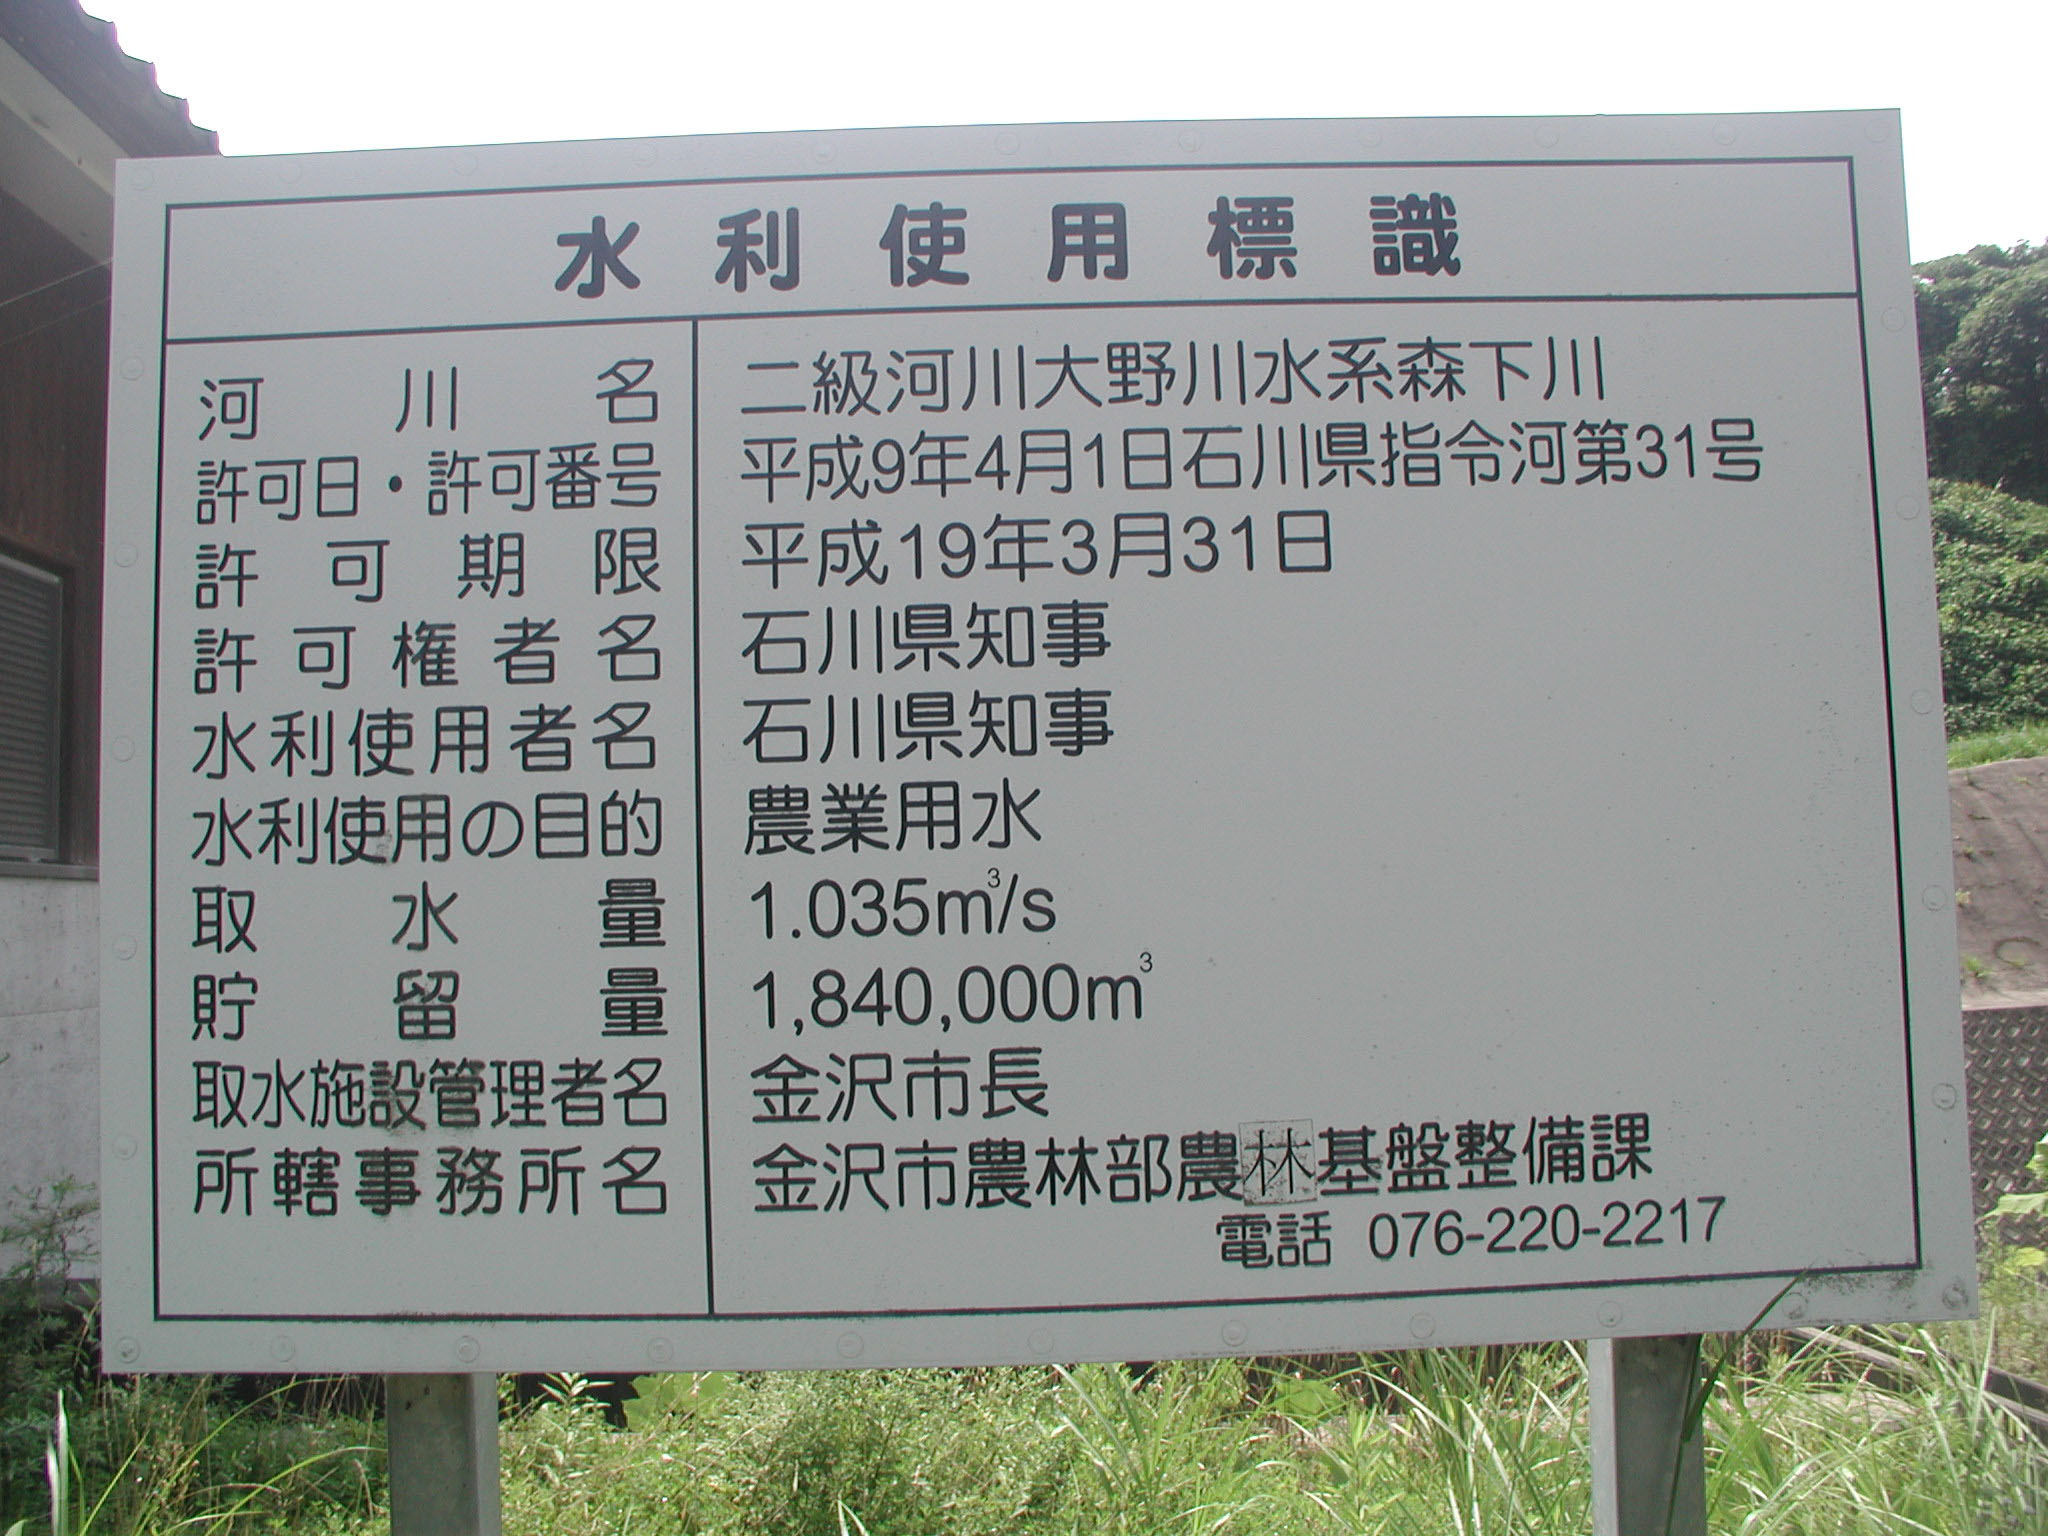 水利使用標識
河川名 二級河川大野川水系森下川
許可日・許可番号 平成9年4月1日石川県指令河第31号
許可期限 平成19年3月31日
許可権者名 石川県知事
水利使用者名 石川県知事
水利使用の目的 農業用水
取水量 1.035m³/s
貯留量 1,840,000m³
取水施設管理者名 金沢市長
所轄事務所名 金沢市農林部農林基盤整備課
電話 076-220-2217